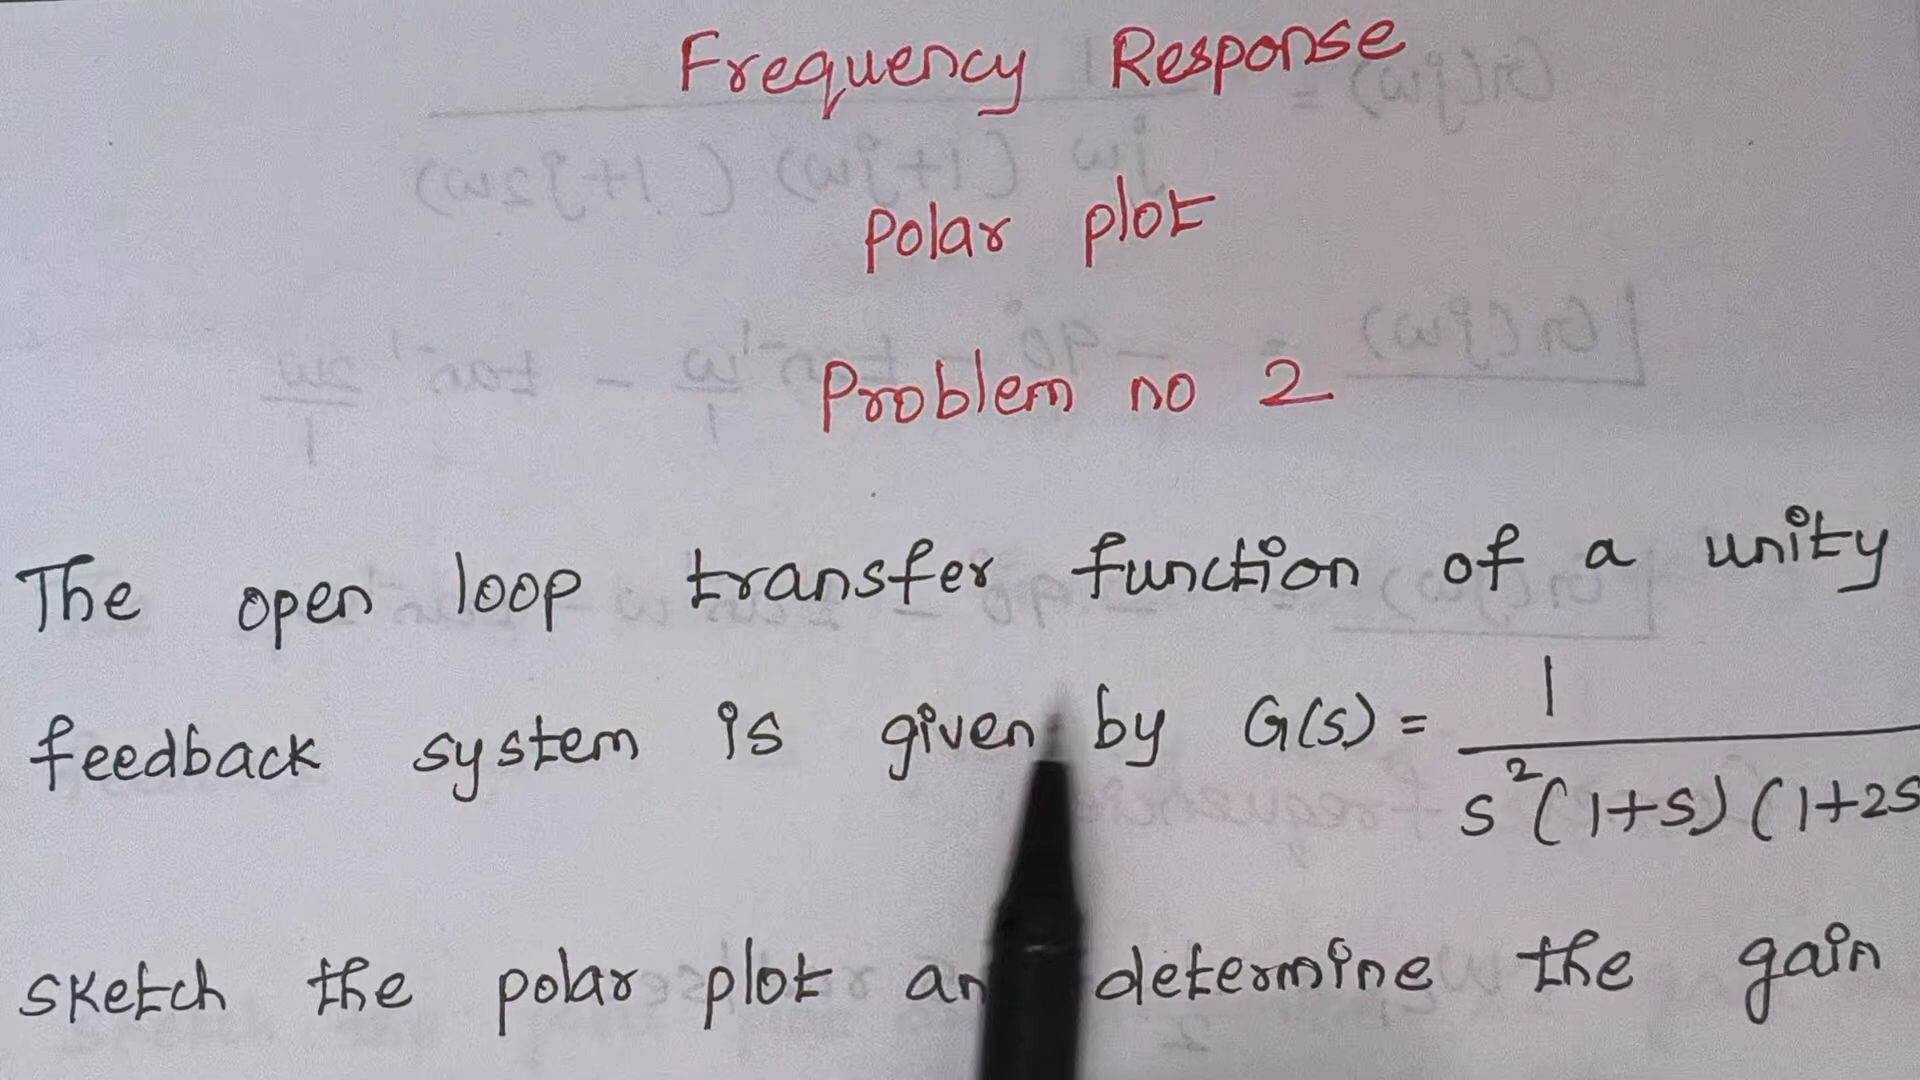 Frequency Response
Polar plot
Problem no 2
The open loop transfer function of a unity
feedback system is given by G(s) = 1 / s²(1+s)(1+2s
sketch the polar plot an determine the gain